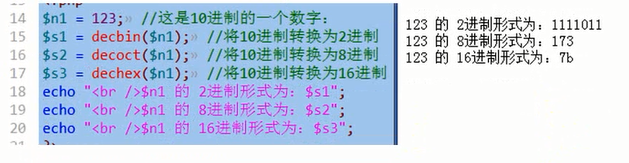 14 $n1 = 123; //这是10进制的一个数字:
15 $s1 = decbin($n1); //将10进制转换为2进制
16 $s2 = decoct($n1); //将10进制转换为8进制
17 $s3 = dechex($n1); //将10进制转换为16进制
18 echo "<br />$n1 的 2进制形式为: $s1";
19 echo "<br />$n1 的 8进制形式为: $s2";
20 echo "<br />$n1 的 16进制形式为: $s3";
123 的 2进制形式为: 1111011
123 的 8进制形式为: 173
123 的 16进制形式为: 7b